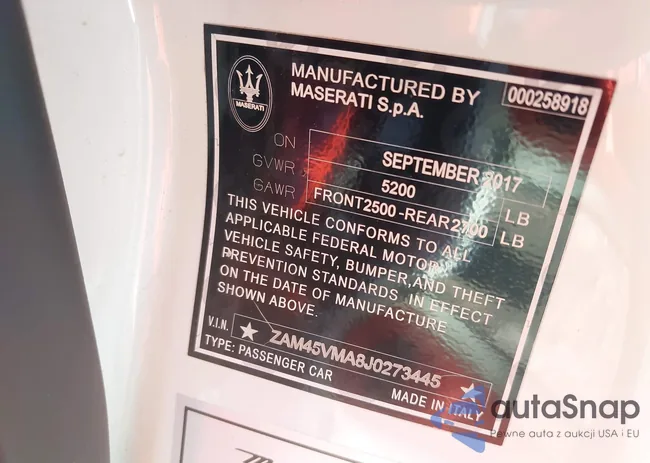 MASERATI
MANUFACTURED BY
MASERATI S.p.A.
000258918
ON SEPTEMBER 2017
GVWR 5200 LB
GAWR FRONT2500-REAR2700 LB
THIS VEHICLE CONFORMS TO ALL
APPLICABLE FEDERAL MOTOR
VEHICLE SAFETY, BUMPER,AND THEFT
PREVENTION STANDARDS IN EFFECT
ON THE DATE OF MANUFACTURE
SHOWN ABOVE.
V.I.N. ★ ZAM45VMA8J0273445 ★
TYPE: PASSENGER CAR
MADE IN ITALY
autaSnap
Pewne auta z aukcji USA i EU